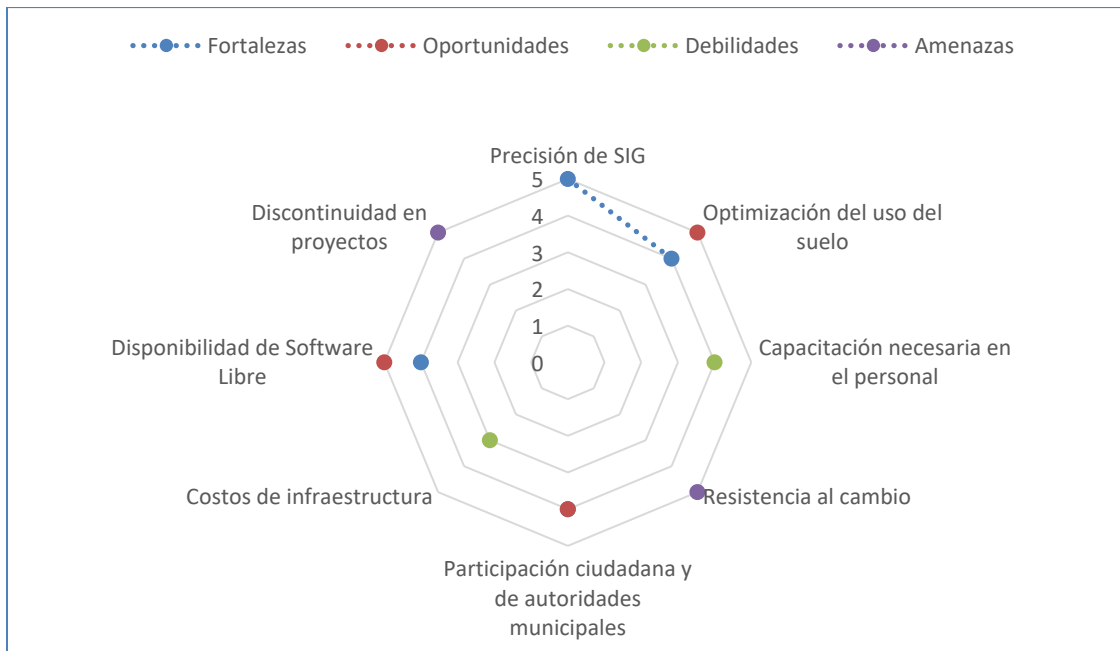 Fortalezas Oportunidades Debilidades Amenazas
Precisión de SIG
5
4
3
2
1
0
Optimización del uso del
suelo
Capacitación necesaria en
el personal
Resistencia al cambio
Participación ciudadana y
de autoridades
municipales
Costos de infraestructura
Disponibilidad de Software
Libre
Discontinuidad en
proyectos